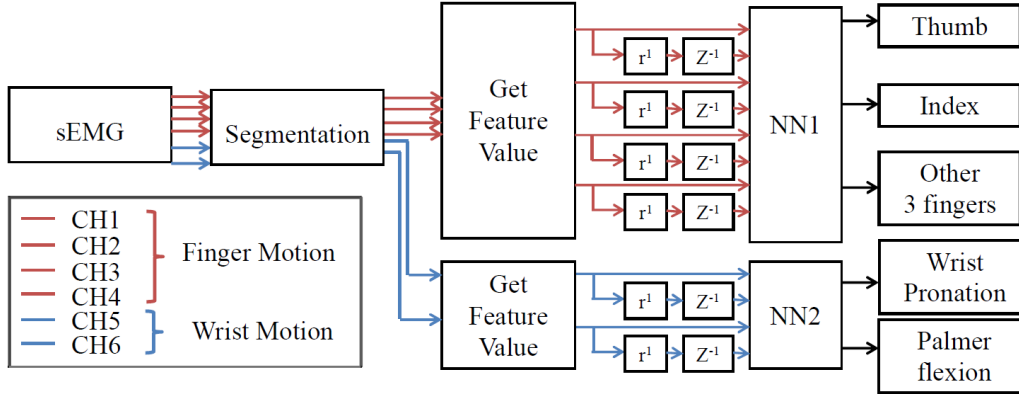 sEMG
Segmentation
Get
Feature
Value
r¹
Z⁻¹
r¹
Z⁻¹
r¹
Z⁻¹
r¹
Z⁻¹
NN1
Thumb
Index
Other
3 fingers
Get
Feature
Value
r¹
Z⁻¹
r¹
Z⁻¹
NN2
Wrist
Pronation
Palmer
flexion
CH1
CH2
CH3
CH4
Finger Motion
CH5
CH6
Wrist Motion